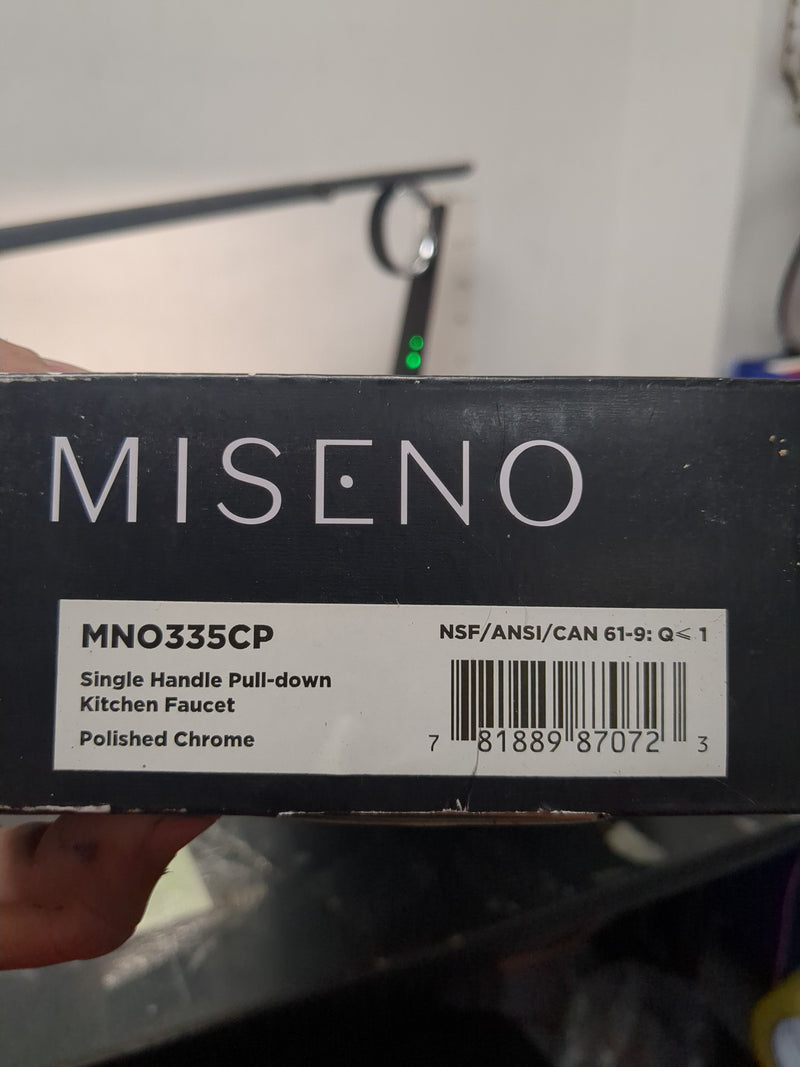 MISENO
MNO335CP
NSF/ANSI/CAN 61-9: Q≤ 1
Single Handle Pull-down
Kitchen Faucet
Polished Chrome
7 81889 87072 3